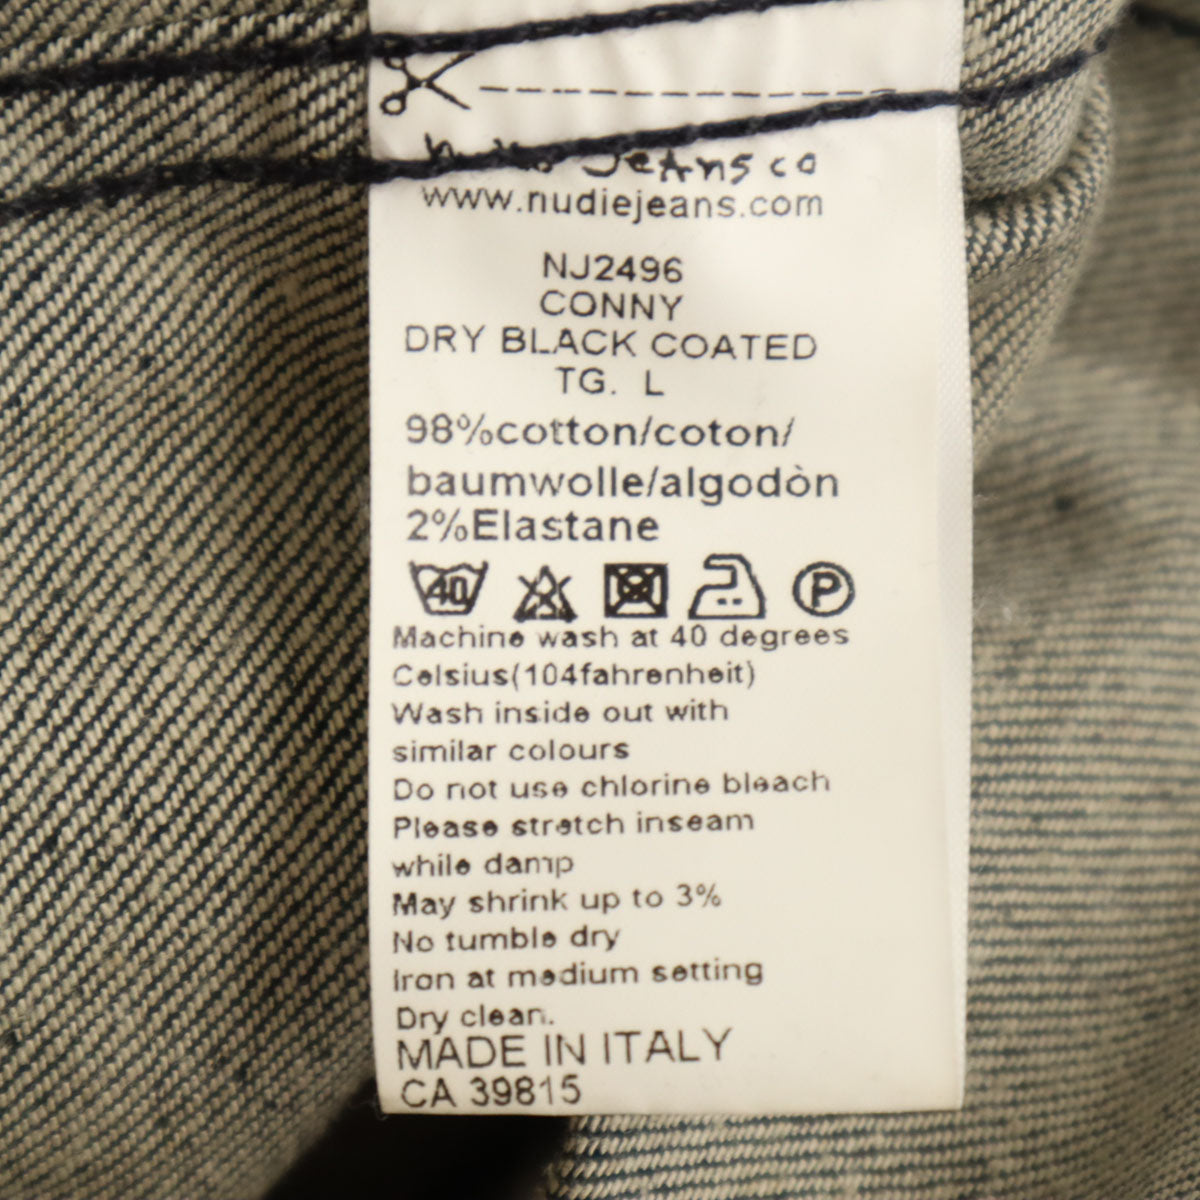 Jeans co
www.nudiejeans.com
NJ2496
CONNY
DRY BLACK COATED
TG. L
98%cotton/coton/
baumwolle/algodòn
2%Elastane
40 P
Machine wash at 40 degrees
Celsius(104fahrenheit)
Wash inside out with
similar colours
Do not use chlorine bleach
Please stretch inseam
while damp
May shrink up to 3%
No tumble dry
Iron at medium setting
Dry clean.
MADE IN ITALY
CA 39815